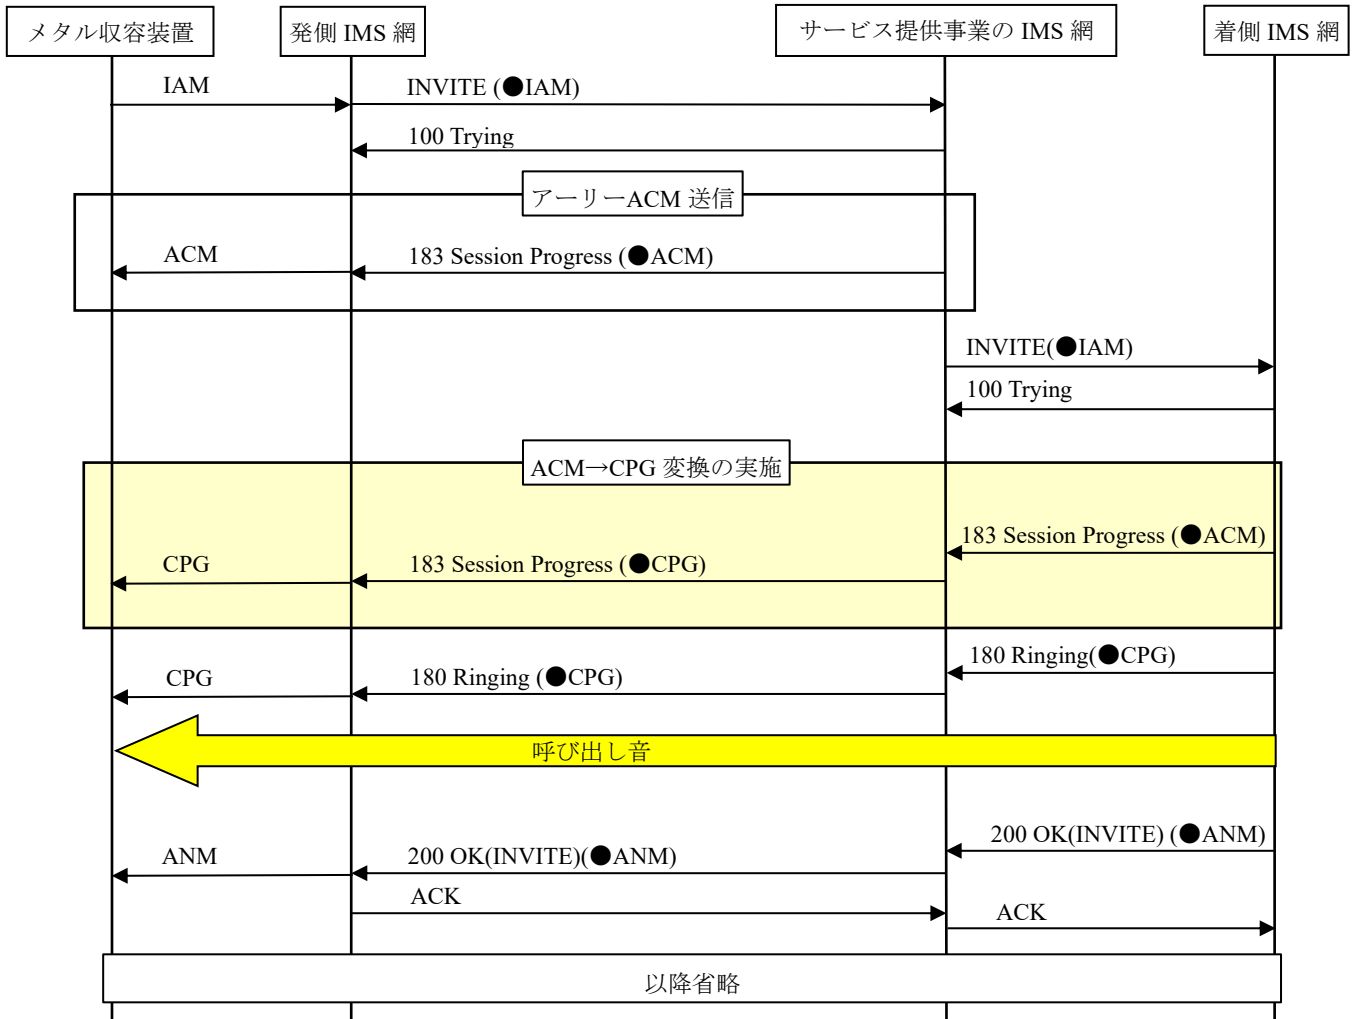 メタル収容装置
発側 IMS 網
サービス提供事業の IMS 網
着側 IMS 網
IAM
INVITE (●IAM)
100 Trying
アーリーACM 送信
ACM
183 Session Progress (●ACM)
INVITE(●IAM)
100 Trying
ACM→CPG 変換の実施
183 Session Progress (●ACM)
CPG
183 Session Progress (●CPG)
180 Ringing(●CPG)
CPG
180 Ringing (●CPG)
呼び出し音
200 OK(INVITE) (●ANM)
ANM
200 OK(INVITE)(●ANM)
ACK
ACK
以降省略